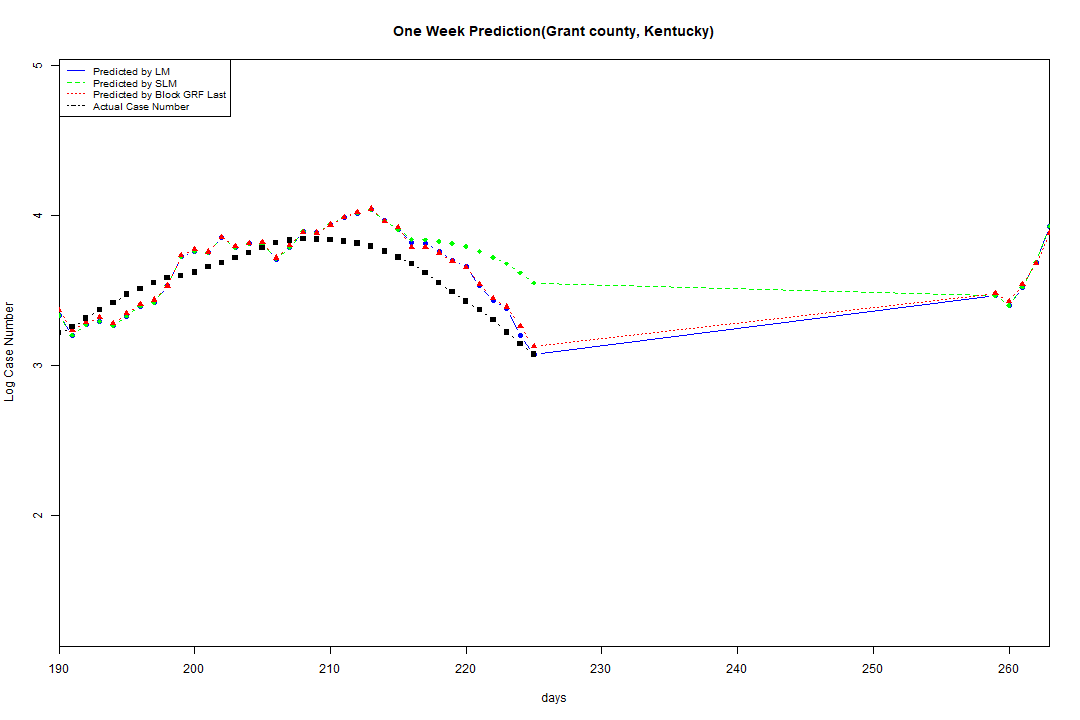 One Week Prediction(Grant county, Kentucky)
Predicted by LM
Predicted by SLM
Predicted by Block GRF Last
Actual Case Number
5
4
3
2
Log Case Number
190 200 210 220 230 240 250 260
days